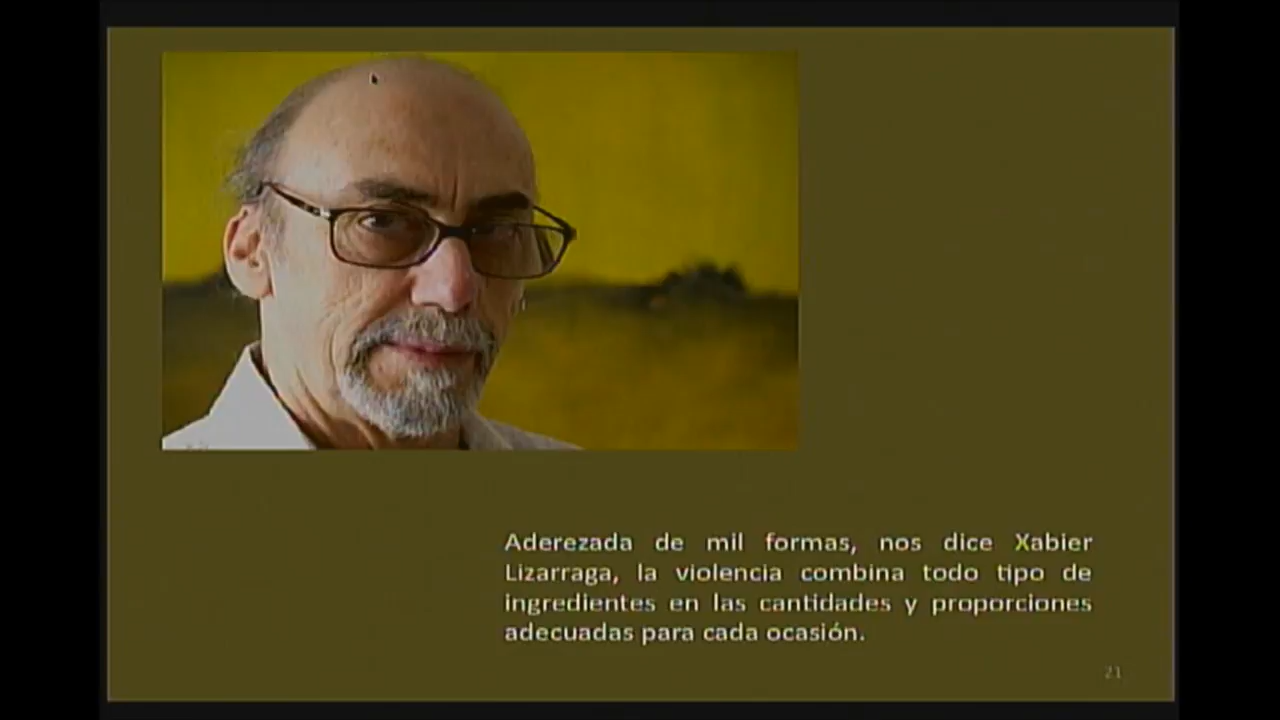 Aderezada de mil formas, nos dice Xabier
Lizarraga, la violencia combina todo tipo de
ingredientes en las cantidades y proporciones
adecuadas para cada ocasión.
21